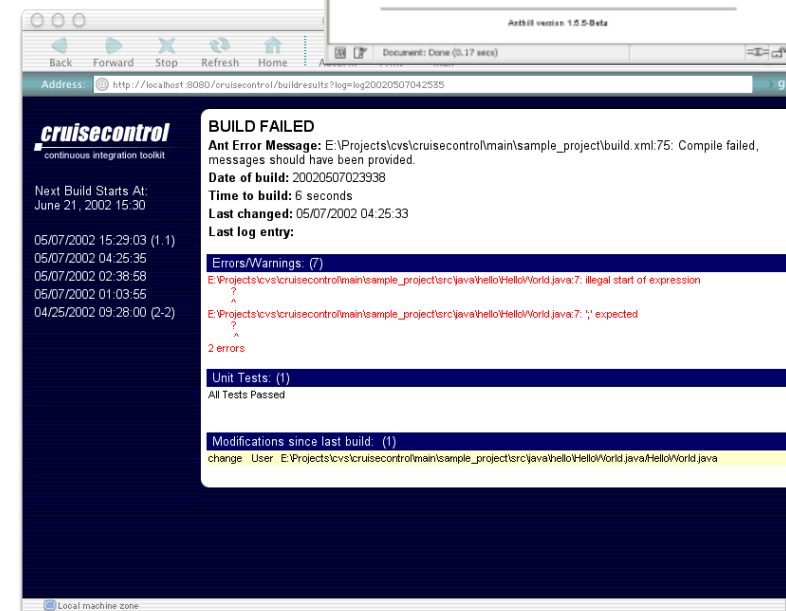 Anthill version 1.5.5-Beta
Document: Done (0.17 secs)
Back Forward Stop Refresh Home
Address: http://localhost:8080/cruisecontrol/buildresults?log=log20020507042535
cruisecontrol
continuous integration toolkit
Next Build Starts At:
June 21, 2002 15:30
05/07/2002 15:29:03 (1.1)
05/07/2002 04:25:35
05/07/2002 02:38:58
05/07/2002 01:03:55
04/25/2002 09:28:00 (2-2)
BUILD FAILED
Ant Error Message: E:\Projects\cvs\cruisecontrol\main\sample_project\build.xml:75: Compile failed,
messages should have been provided.
Date of build: 20020507023938
Time to build: 6 seconds
Last changed: 05/07/2002 04:25:33
Last log entry:
Errors/Warnings: (7)
E:\Projects\cvs\cruisecontrol\main\sample_project\src\java\hello\HelloWorld.java:7: illegal start of expression
?
^
E:\Projects\cvs\cruisecontrol\main\sample_project\src\java\hello\HelloWorld.java:7: ';' expected
?
^
2 errors
Unit Tests: (1)
All Tests Passed
Modifications since last build: (1)
change User E:\Projects\cvs\cruisecontrol\main\sample_project\src\java\hello\HelloWorld.java/HelloWorld.java
Local machine zone